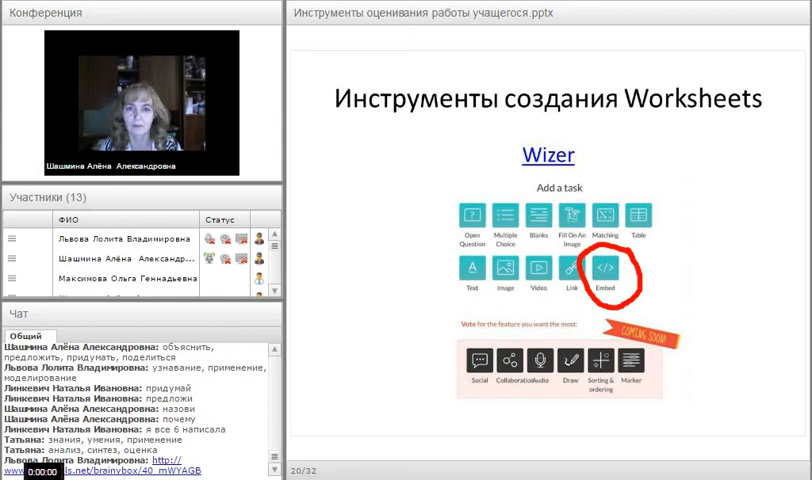 Конференция
Шашмина Алёна Александровна
Участники (13)
ФИО
Статус
Львова Лолита Владимировна
Шашмина Алёна Александр...
Максимова Ольга Геннадьевна
Чат
Общий
Шашмина Алёна Александровна: объяснить,
предложить, придумать, поделиться
Львова Лолита Владимировна: узнавание, применение,
моделирование
Линкевич Наталья Ивановна: придумай
Линкевич Наталья Ивановна: предложи
Шашмина Алёна Александровна: назови
Шашмина Алёна Александровна: почему
Линкевич Наталья Ивановна: я все 6 написала
Татьяна: знания, умения, применение
Татьяна: анализ, синтез, оценка
Львова Лолита Владимировна: http://
ls.net/brainybox/40_mWYAGB
0:00:00
Инструменты оценивания работы учащегося.pptx
Инструменты создания Worksheets
Wizer
Add a task
Open Question
Multiple Choice
Blanks
Fill On An Image
Matching
Table
Text
Image
Video
Link
Embed
Vote for the feature you want the most:
COMING SOON
Social
Collaboration
Audio
Draw
Sorting & ordering
Marker
20/32